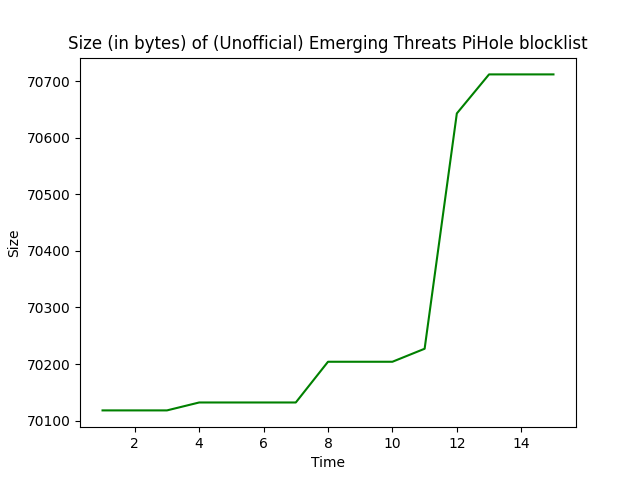 Size (in bytes) of (Unofficial) Emerging Threats PiHole blocklist
70700
70600
70500
70400
70300
70200
70100
Size
2 4 6 8 10 12 14
Time